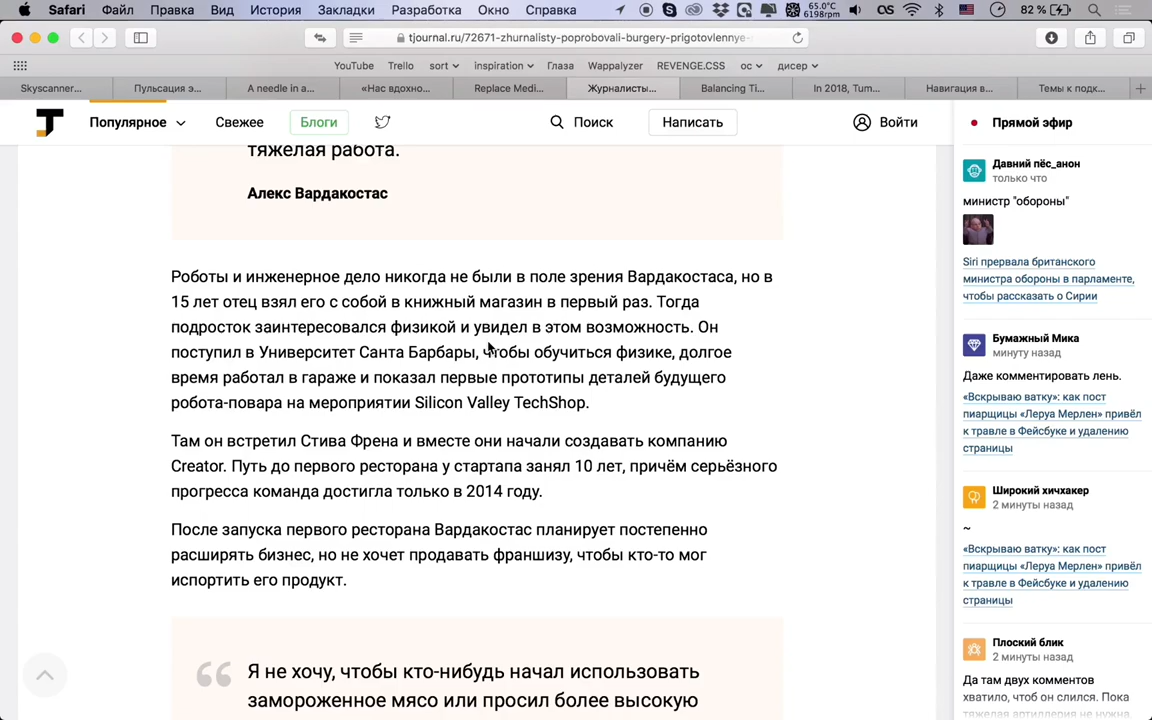 Safari Файл Правка Вид История Закладки Разработка Окно Справка 65.0°C 6198rpm 82 %
tjournal.ru/72671-zhurnalisty-poprobovali-burgery-prigotovlennye-
YouTube Trello sort inspiration Глаза Wappalyzer REVENGE.CSS ос дисер
Skyscanner... Пульсация э... A needle in a... «Нас вдохно... Replace Medi... Журналисты... Balancing Ti... In 2018, Tum... Навигация в... Темы к подк...
Популярное Свежее Блоги Поиск Написать Войти
тяжелая работа.
Алекс Вардакостас
Роботы и инженерное дело никогда не были в поле зрения Вардакостаса, но в
15 лет отец взял его с собой в книжный магазин в первый раз. Тогда
подросток заинтересовался физикой и увидел в этом возможность. Он
поступил в Университет Санта Барбары, чтобы обучиться физике, долгое
время работал в гараже и показал первые прототипы деталей будущего
робота-повара на мероприятии Silicon Valley TechShop.
Там он встретил Стива Френа и вместе они начали создавать компанию
Creator. Путь до первого ресторана у стартапа занял 10 лет, причём серьёзного
прогресса команда достигла только в 2014 году.
После запуска первого ресторана Вардакостас планирует постепенно
расширять бизнес, но не хочет продавать франшизу, чтобы кто-то мог
испортить его продукт.
Я не хочу, чтобы кто-нибудь начал использовать
замороженное мясо или просил более высокую
Прямой эфир
Давний пёс_анон
только что
министр "обороны"
Siri прервала британского
министра обороны в парламенте,
чтобы рассказать о Сирии
Бумажный Мика
минуту назад
Даже комментировать лень.
«Вскрываю ватку»: как пост
пиарщицы «Леруа Мерлен» привёл
к травле в Фейсбуке и удалению
страницы
Широкий хичхакер
2 минуты назад
~
«Вскрываю ватку»: как пост
пиарщицы «Леруа Мерлен» привёл
к травле в Фейсбуке и удалению
страницы
Плоский блик
2 минуты назад
Да там двух комментов
хватило, чтоб он слился. Пока
тяжелая артиллерия не нужна